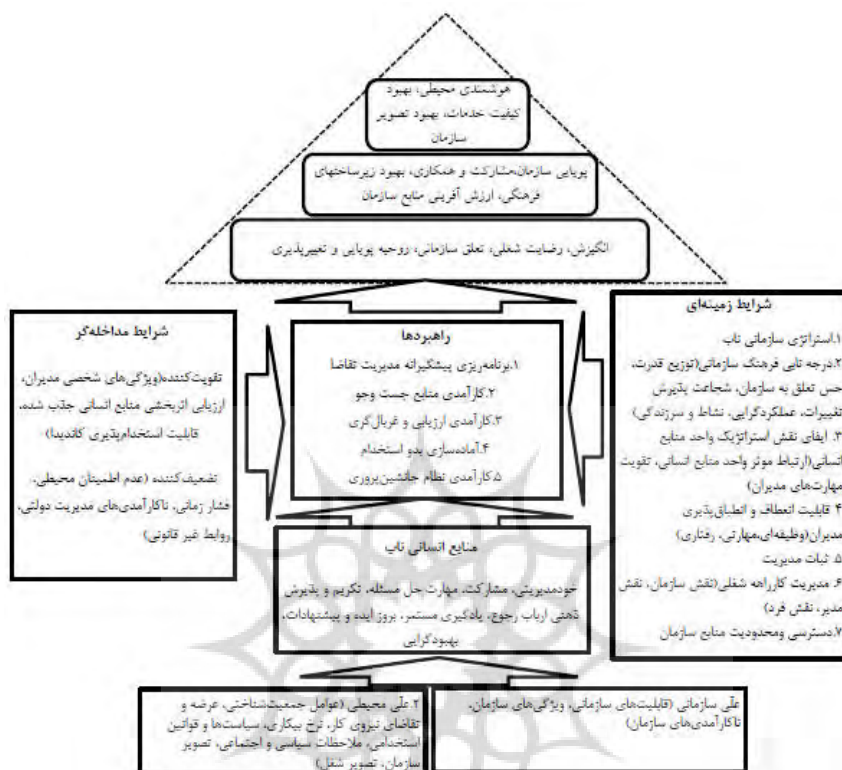 هوشمندی محیطی، بهبود
کیفیت خدمات، بهبود تصویر
سازمان
پویایی سازمان،مشارکت و همکاری، بهبود زیرساختهای
فرهنگی، ارزش آفرینی منابع سازمان
انگیزش، رضایت شغلی، تعلق سازمانی، روحیه پویایی و تغییرپذیری
شرایط زمینه‌ای
۱.استراتژی سازمانی ناب
۲.درجه نابی فرهنگ سازمانی(توزیع قدرت،
حس تعلق به سازمان، شجاعت پذیرش
تغییرات، عملکردگرایی، نشاط و سرزندگی)
۳. ایفای نقش استراتژیک واحد منابع
انسانی(ارتباط موثر واحد منابع انسانی، تقویت
مهارت‌های مدیران)
۴. قابلیت انعطاف و انطباق‌پذیری
مدیران(وظیفه‌ای،مهارتی، رفتاری)
۵. ثبات مدیریت
۶. مدیریت کارراهه شغلی(نقش سازمان، نقش
مدیر، نقش فرد)
۷.دسترسی ومحدودیت منابع سازمان
راهبردها
۱.برنامه‌ریزی پیشگیرانه مدیریت تقاضا
۲.کارآمدی منابع جست وجو
۳.کارآمدی ارزیابی و غربال‌گری
۴.آماده‌سازی بدو استخدام
۵.کارآمدی نظام جانشین‌پروری
شرایط مداخله‌گر
تقویت‌کننده(ویژگی‌های شخصی مدیران،
ارزیابی اثربخشی منابع انسانی جذب شده،
قابلیت استخدام‌پذیری کاندیدا)
تضعیف‌کننده (عدم اطمینان محیطی،
فشار زمانی، ناکارآمدی‌های مدیریت دولتی،
روابط غیر قانونی)
منابع انسانی ناب
خودمدیریتی، مشارکت، مهارت حل مسئله، تکریم و پذیرش
ذهنی ارباب رجوع، یادگیری مستمر، بروز ایده و پیشنهادات،
بهبودگرایی
علّی سازمانی (قابلیت‌های سازمانی، ویژگی‌های سازمان،
ناکارآمدی‌های سازمان)
۲. علّی محیطی (عوامل جمعیت‌شناختی، عرضه و
تقاضای نیروی کار، نرخ بیکاری، سیاست‌ها و قوانین
استخدامی، ملاحظات سیاسی و اجتماعی، تصویر
سازمان، تصویر شغل)